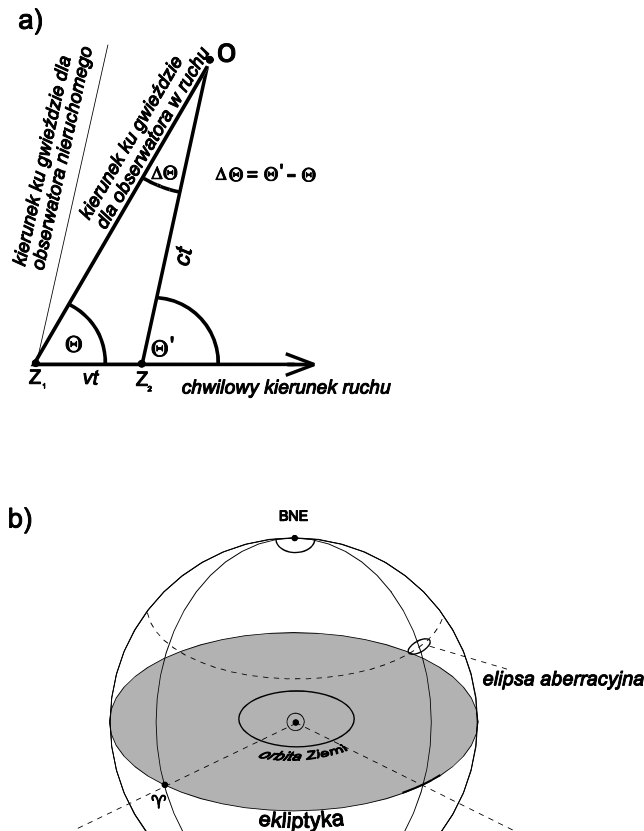 a)
kierunek ku gwieździe dla
obserwatora nieruchomego
kierunek ku gwieździe
dla obserwatora w ruchu
O
ΔΘ
ΔΘ = Θ' - Θ
ct
Θ
Θ'
Z₁
vt
Z₂
chwilowy kierunek ruchu
b)
BNE
elipsa aberracyjna
orbita Ziemi
♈
ekliptyka